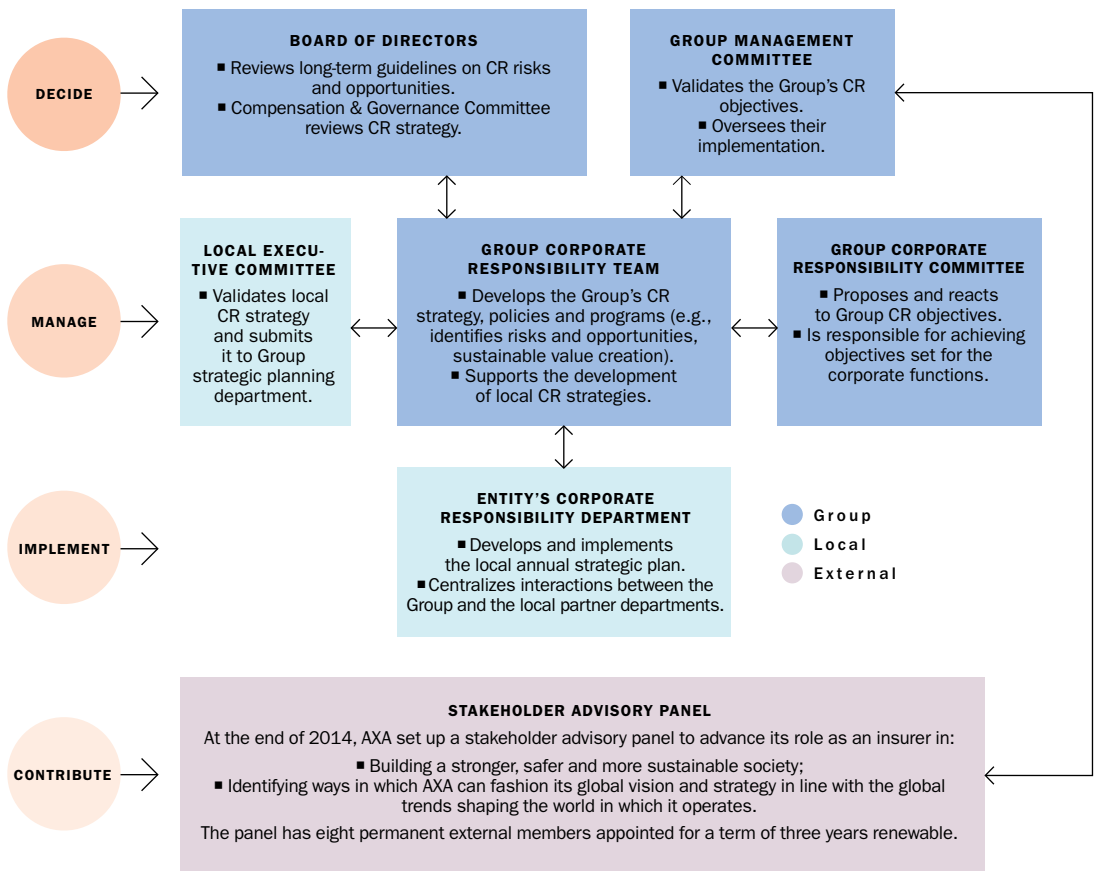 DECIDE
BOARD OF DIRECTORS
■ Reviews long-term guidelines on CR risks
and opportunities.
■ Compensation & Governance Committee
reviews CR strategy.
GROUP MANAGEMENT
COMMITTEE
■ Validates the Group's CR
objectives.
■ Oversees their
implementation.
MANAGE
LOCAL EXECU-
TIVE COMMITTEE
■ Validates local
CR strategy
and submits
it to Group
strategic planning
department.
GROUP CORPORATE
RESPONSIBILITY TEAM
■ Develops the Group's CR
strategy, policies and programs (e.g.,
identifies risks and opportunities,
sustainable value creation).
■ Supports the development
of local CR strategies.
GROUP CORPORATE
RESPONSIBILITY COMMITTEE
■ Proposes and reacts
to Group CR objectives.
■ Is responsible for achieving
objectives set for the
corporate functions.
IMPLEMENT
ENTITY'S CORPORATE
RESPONSIBILITY DEPARTMENT
■ Develops and implements
the local annual strategic plan.
■ Centralizes interactions between the
Group and the local partner departments.
Group
Local
External
CONTRIBUTE
STAKEHOLDER ADVISORY PANEL
At the end of 2014, AXA set up a stakeholder advisory panel to advance its role as an insurer in:
■ Building a stronger, safer and more sustainable society;
■ Identifying ways in which AXA can fashion its global vision and strategy in line with the global
trends shaping the world in which it operates.
The panel has eight permanent external members appointed for a term of three years renewable.